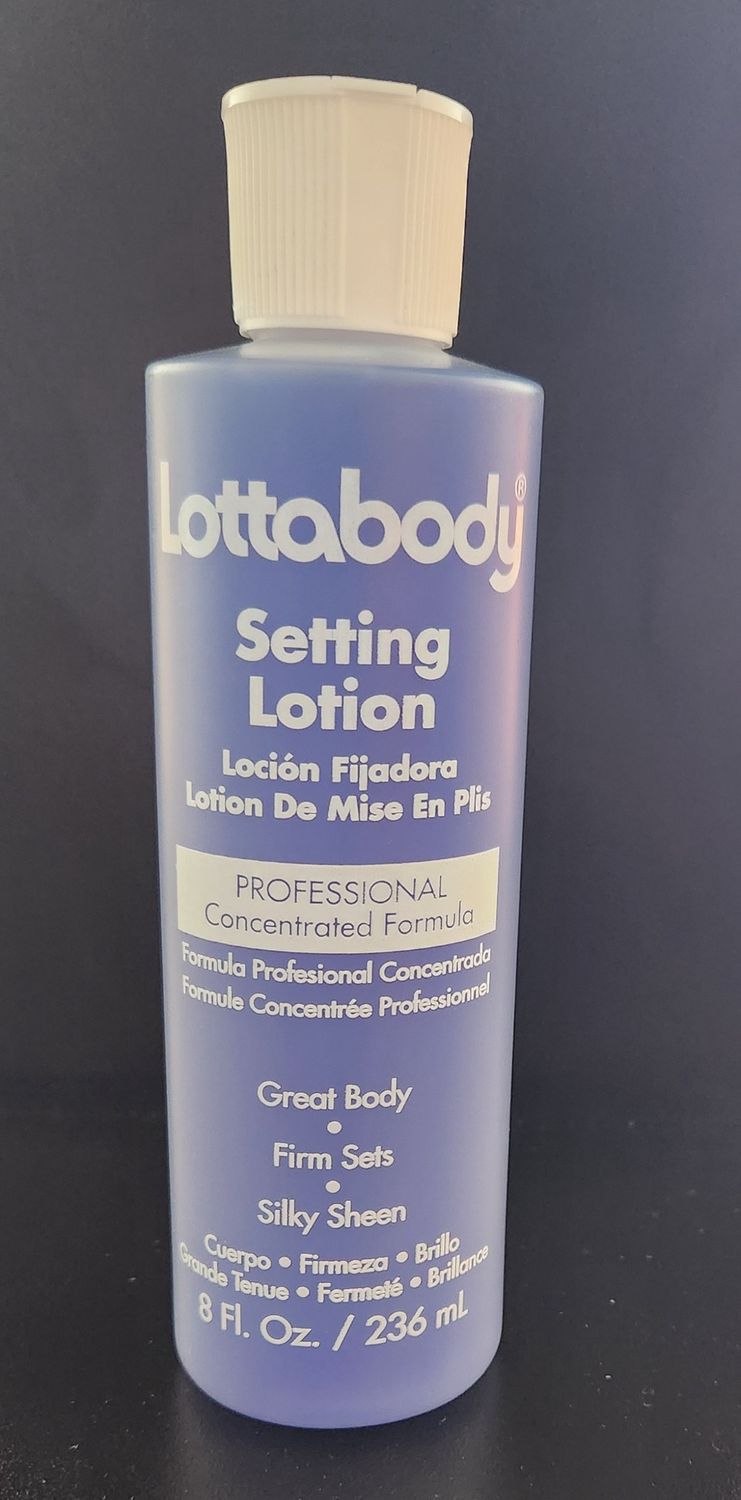 Lottabody®
Setting
Lotion
Loción Fijadora
Lotion De Mise En Plis
PROFESSIONAL
Concentrated Formula
Formula Profesional Concentrada
Formule Concentrée Professionnel
Great Body
•
Firm Sets
•
Silky Sheen
Cuerpo • Firmeza • Brillo
Grande Tenue • Fermeté • Brillance
8 Fl. Oz. / 236 mL